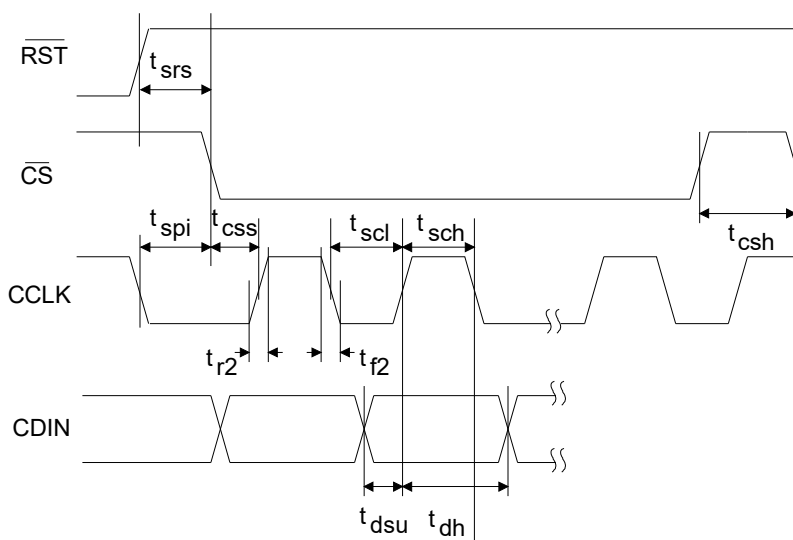 RST
t srs
CS
t spi
t css
t scl
t sch
t csh
CCLK
t r2
t f2
CDIN
t dsu
t dh